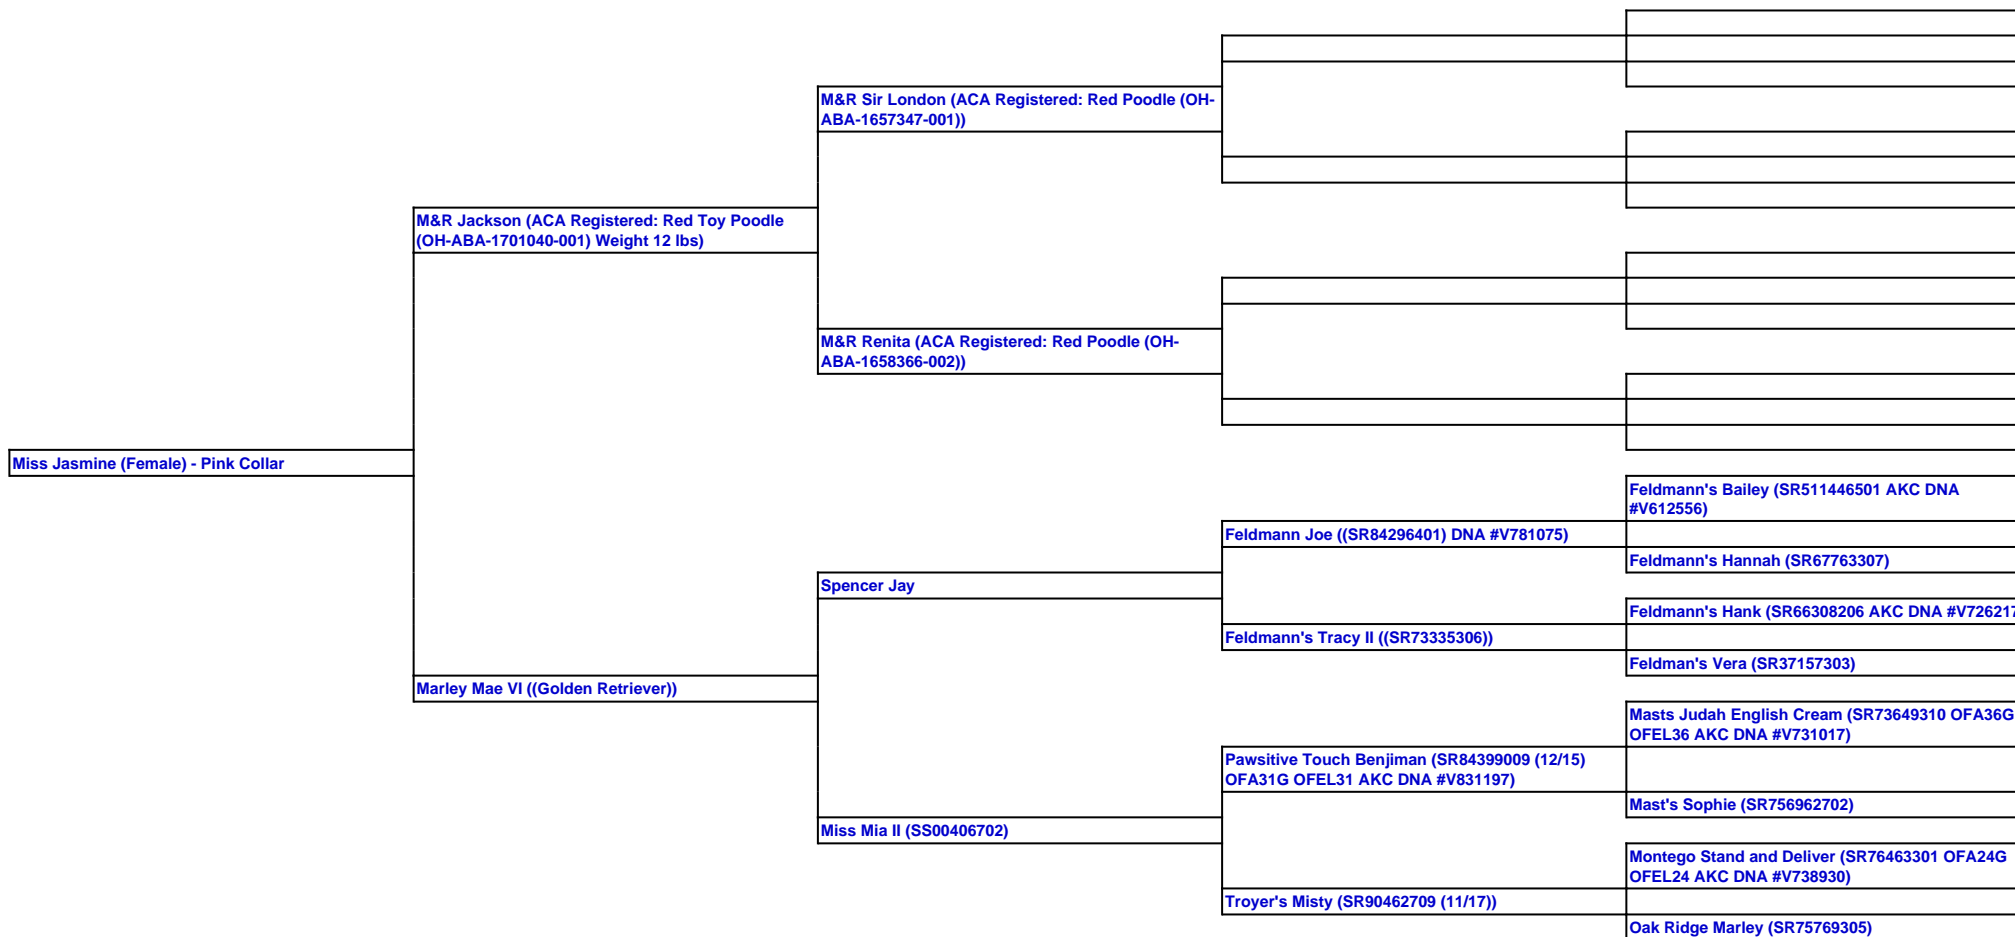 M&R Sir London (ACA Registered: Red Poodle (OH-
ABA-1657347-001))
M&R Jackson (ACA Registered: Red Toy Poodle
(OH-ABA-1701040-001) Weight 12 lbs)
M&R Renita (ACA Registered: Red Poodle (OH-
ABA-1658366-002))
Miss Jasmine (Female) - Pink Collar
Feldmann's Bailey (SR511446501 AKC DNA
#V612556)
Feldmann Joe ((SR84296401) DNA #V781075)
Feldmann's Hannah (SR67763307)
Spencer Jay
Feldmann's Hank (SR66308206 AKC DNA #V726217
Feldmann's Tracy II ((SR73335306))
Feldman's Vera (SR37157303)
Marley Mae VI ((Golden Retriever))
Masts Judah English Cream (SR73649310 OFA36G
OFEL36 AKC DNA #V731017)
Pawsitive Touch Benjiman (SR84399009 (12/15)
OFA31G OFEL31 AKC DNA #V831197)
Mast's Sophie (SR756962702)
Miss Mia II (SS00406702)
Montego Stand and Deliver (SR76463301 OFA24G
OFEL24 AKC DNA #V738930)
Troyer's Misty (SR90462709 (11/17))
Oak Ridge Marley (SR75769305)